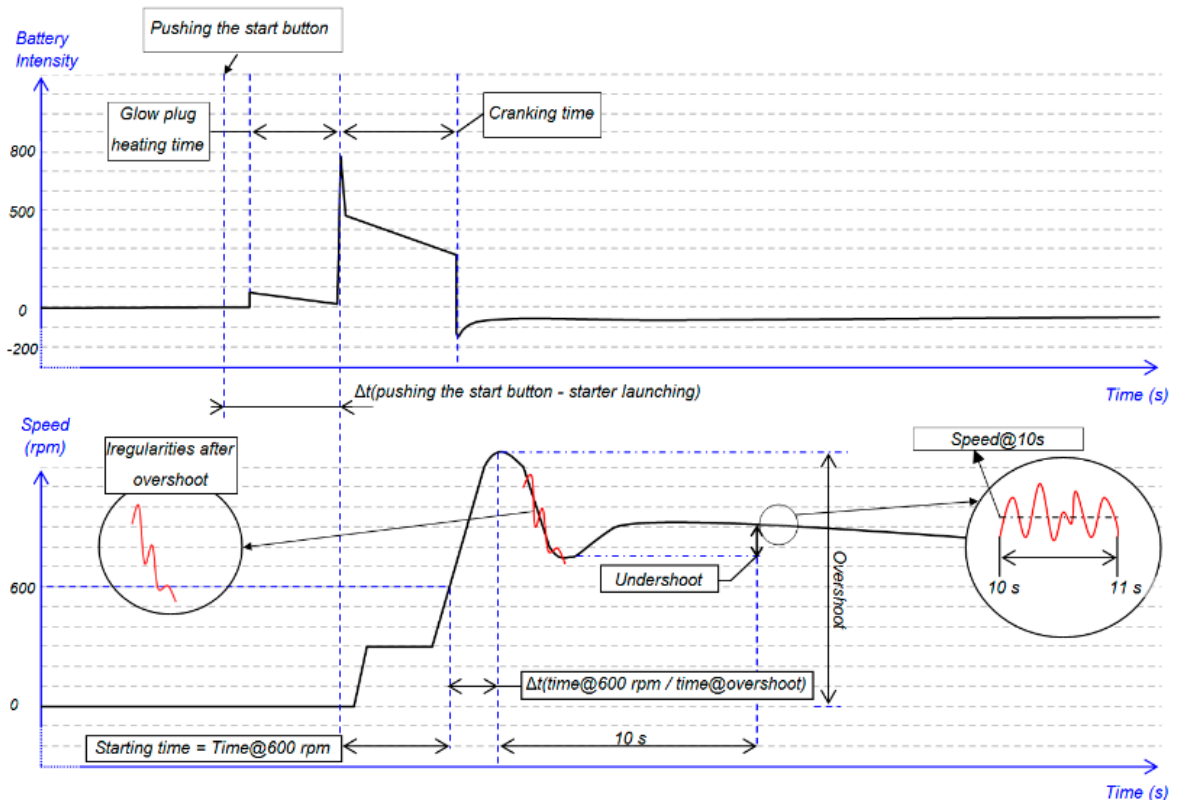 Pushing the start button
Battery
Intensity
Glow plug
heating time
Cranking time
800
500
0
-200
Δt(pushing the start button - starter launching)
Time (s)
Speed
(rpm)
Irregularities after
overshoot
Speed@10s
10 s
11 s
600
Undershoot
Overshoot
Δt(time@600 rpm / time@overshoot)
0
Starting time = Time@600 rpm
10 s
Time (s)